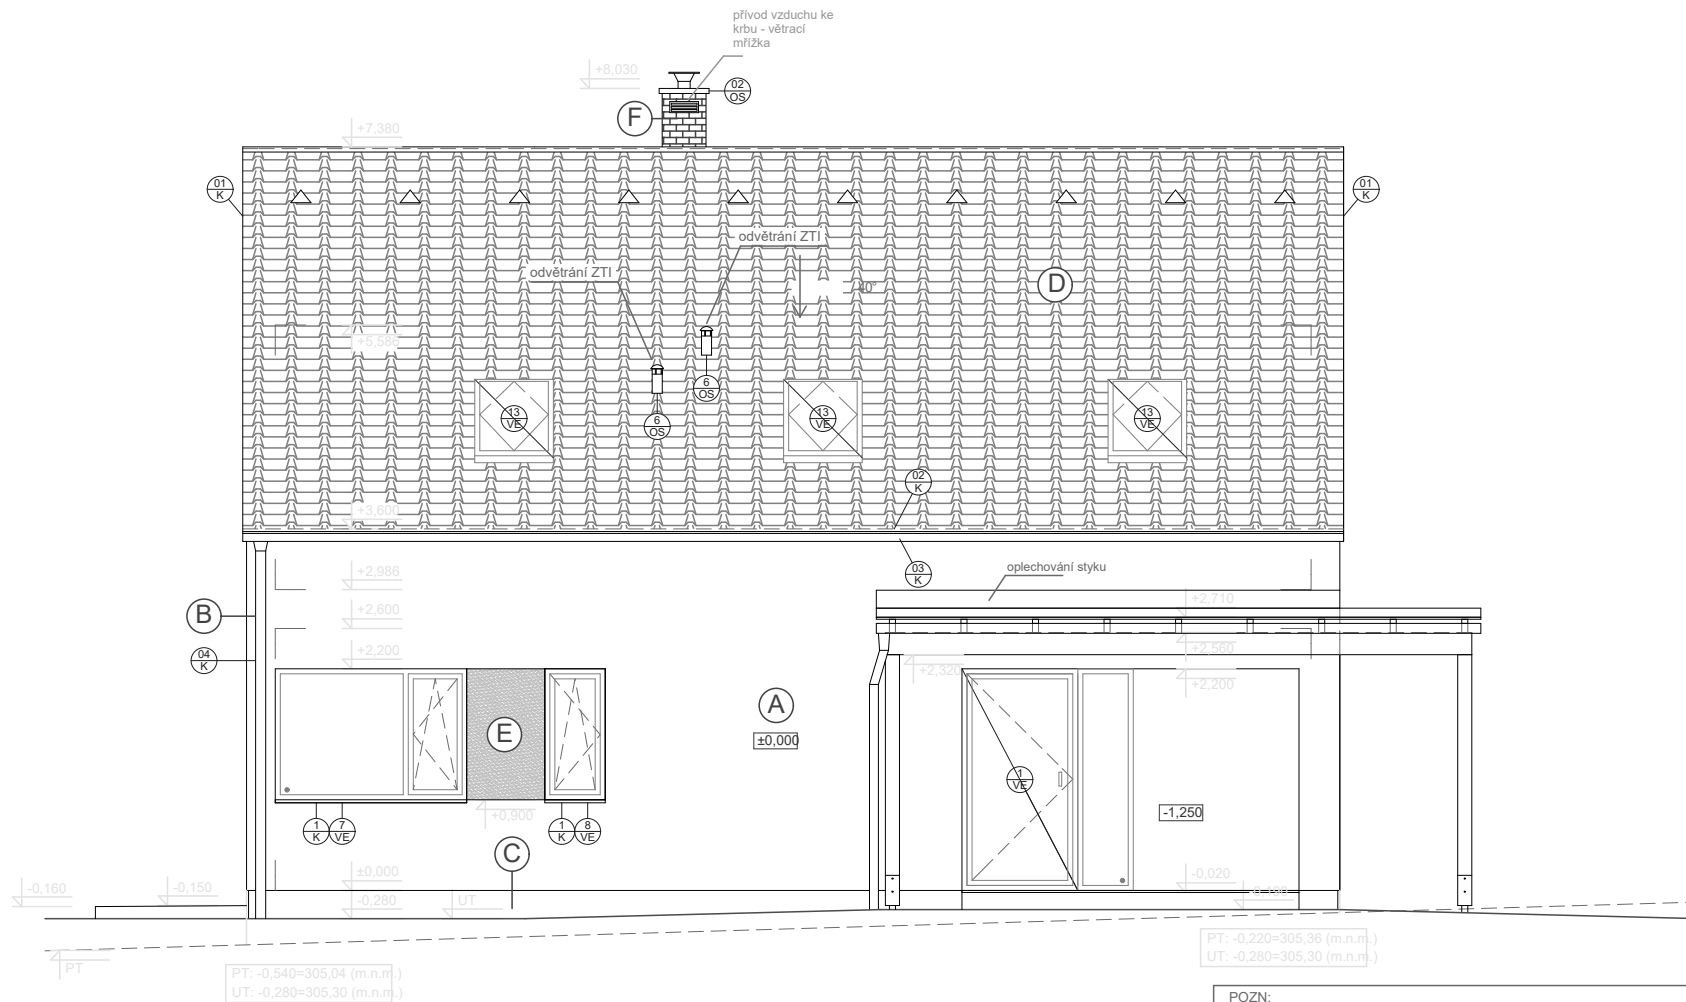 přívod vzduchu ke
krbu - větrací
mřížka
+8,030
02
OS
F
+7,380
01
K
01
K
odvětrání ZTI
odvětrání ZTI
40°
D
+5,586
6
OS
6
OS
13
VE
13
VE
13
VE
02
K
+3,600
03
K
oplechování styku
+2,986
+2,710
B
+2,600
+2,560
04
K
+2,200
+2,320
+2,200
A
±0,000
E
1
VE
-1,250
+0,900
1
K
7
VE
1
K
8
VE
C
±0,000
-0,020
-0,160
-0,150
-0,280
UT
PT
PT: -0,220=305,36 (m.n.m.)
UT: -0,280=305,30 (m.n.m.)
PT: -0,540=305,04 (m.n.m.)
UT: -0,280=305,30 (m.n.m.)
POZN: